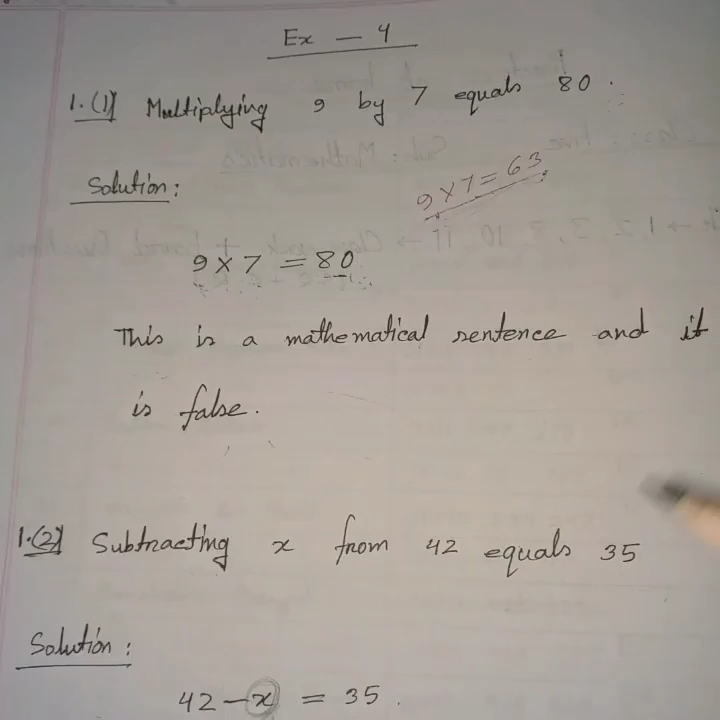 Ex - 4
1.(1) Multiplying 9 by 7 equals 80.
Solution:
9 x 7 = 63
9 x 7 = 80
This is a mathematical sentence and it
is false.
1.(2) Subtracting x from 42 equals 35
Solution:
42 - x = 35.